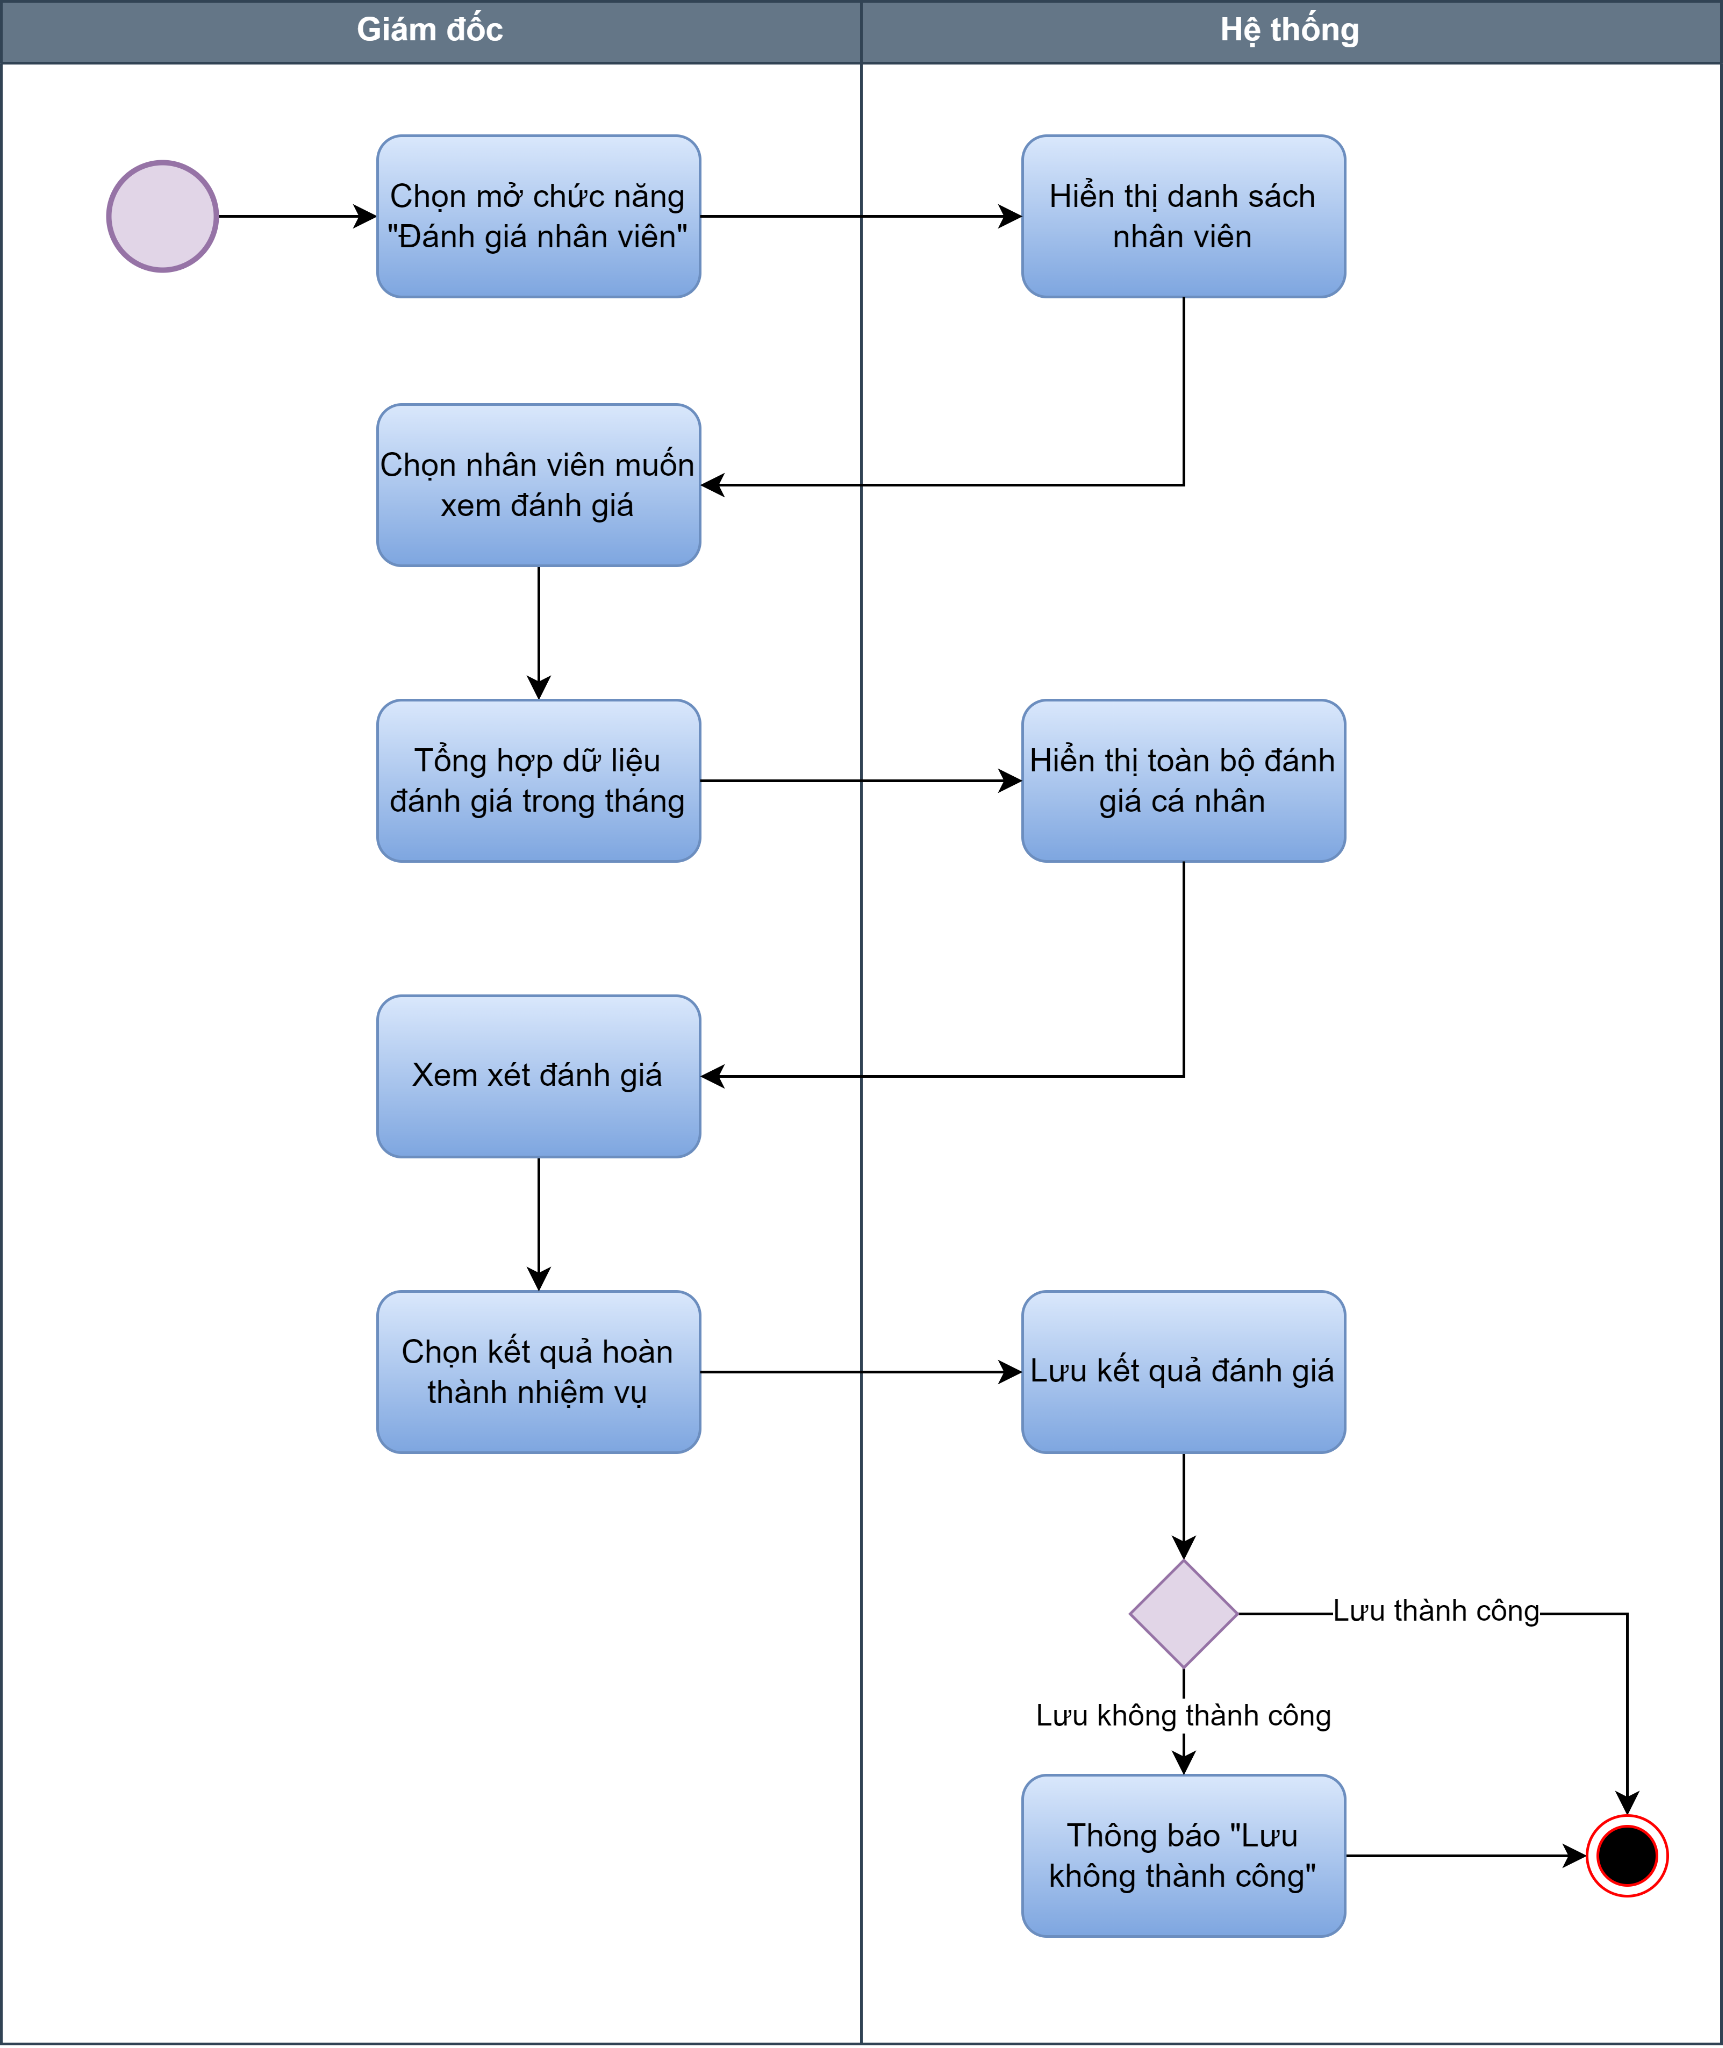 Giám đốc
Hệ thống
Chọn mở chức năng
"Đánh giá nhân viên"
Hiển thị danh sách
nhân viên
Chọn nhân viên muốn
xem đánh giá
Tổng hợp dữ liệu
đánh giá trong tháng
Hiển thị toàn bộ đánh
giá cá nhân
Xem xét đánh giá
Chọn kết quả hoàn
thành nhiệm vụ
Lưu kết quả đánh giá
Lưu thành công
Lưu không thành công
Thông báo "Lưu
không thành công"